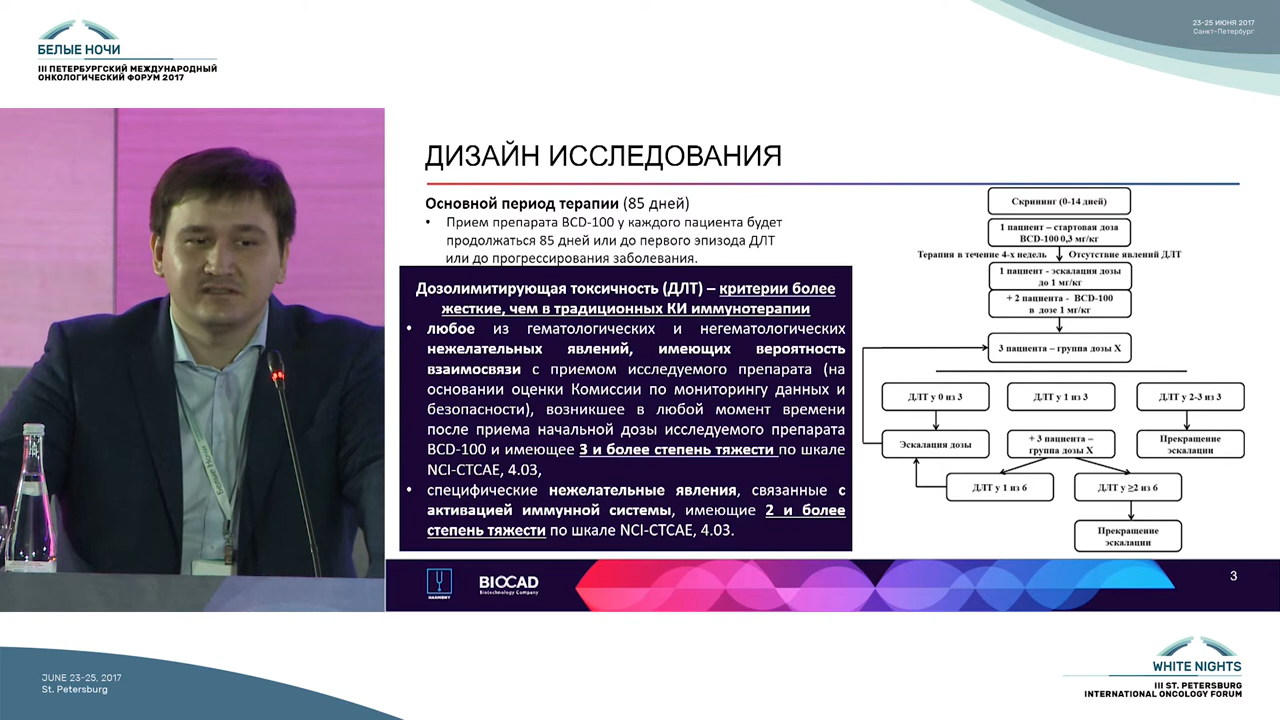 БЕЛЫЕ НОЧИ
III ПЕТЕРБУРГСКИЙ МЕЖДУНАРОДНЫЙ
ОНКОЛОГИЧЕСКИЙ ФОРУМ 2017
23-25 ИЮНЯ 2017
Санкт-Петербург
ДИЗАЙН ИССЛЕДОВАНИЯ
Основной период терапии (85 дней)
• Прием препарата BCD-100 у каждого пациента будет
продолжаться 85 дней или до первого эпизода ДЛТ
или до прогрессирования заболевания.
Дозолимитирующая токсичность (ДЛТ) – критерии более
жесткие, чем в традиционных КИ иммунотерапии
• любое из гематологических и негематологических
нежелательных явлений, имеющих вероятность
взаимосвязи с приемом исследуемого препарата (на
основании оценки Комиссии по мониторингу данных и
безопасности), возникшее в любой момент времени
после приема начальной дозы исследуемого препарата
BCD-100 и имеющее 3 и более степень тяжести по шкале
NCI-CTCAE, 4.03,
• специфические нежелательные явления, связанные с
активацией иммунной системы, имеющие 2 и более
степень тяжести по шкале NCI-CTCAE, 4.03.
Скрининг (0-14 дней)
1 пациент – стартовая доза
BCD-100 0,3 мг/кг
Терапия в течение 4-х недель
Отсутствие явлений ДЛТ
1 пациент - эскалация дозы
до 1 мг/кг
+ 2 пациента - BCD-100
в дозе 1 мг/кг
3 пациента – группа дозы X
ДЛТ у 0 из 3
ДЛТ у 1 из 3
ДЛТ у 2-3 из 3
Эскалация дозы
+ 3 пациента –
группа дозы X
Прекращение
эскалации
ДЛТ у 1 из 6
ДЛТ у ≥2 из 6
Прекращение
эскалации
HARMONY
BIOCAD
Biotechnology Company
3
JUNE 23-25, 2017
St. Petersburg
WHITE NIGHTS
III ST. PETERSBURG
INTERNATIONAL ONCOLOGY FORUM